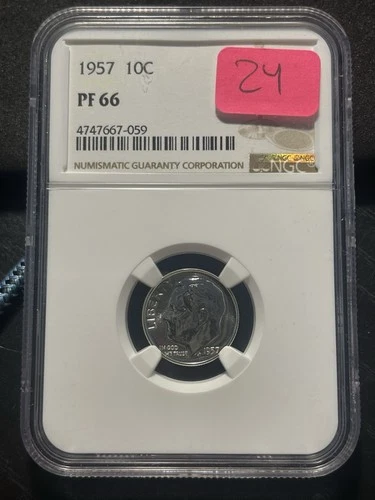 1957 10C
PF 66
24
4747667-059
NUMISMATIC GUARANTY CORPORATION
NGC
LIBERTY
IN GOD
WE TRUST
1957